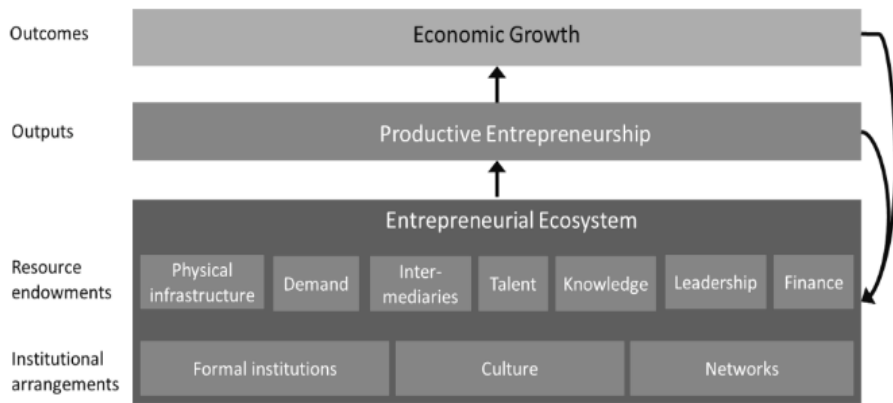 Outcomes
Economic Growth
Outputs
Productive Entrepreneurship
Entrepreneurial Ecosystem
Resource
endowments
Physical
infrastructure
Demand
Inter-
mediaries
Talent
Knowledge
Leadership
Finance
Institutional
arrangements
Formal institutions
Culture
Networks